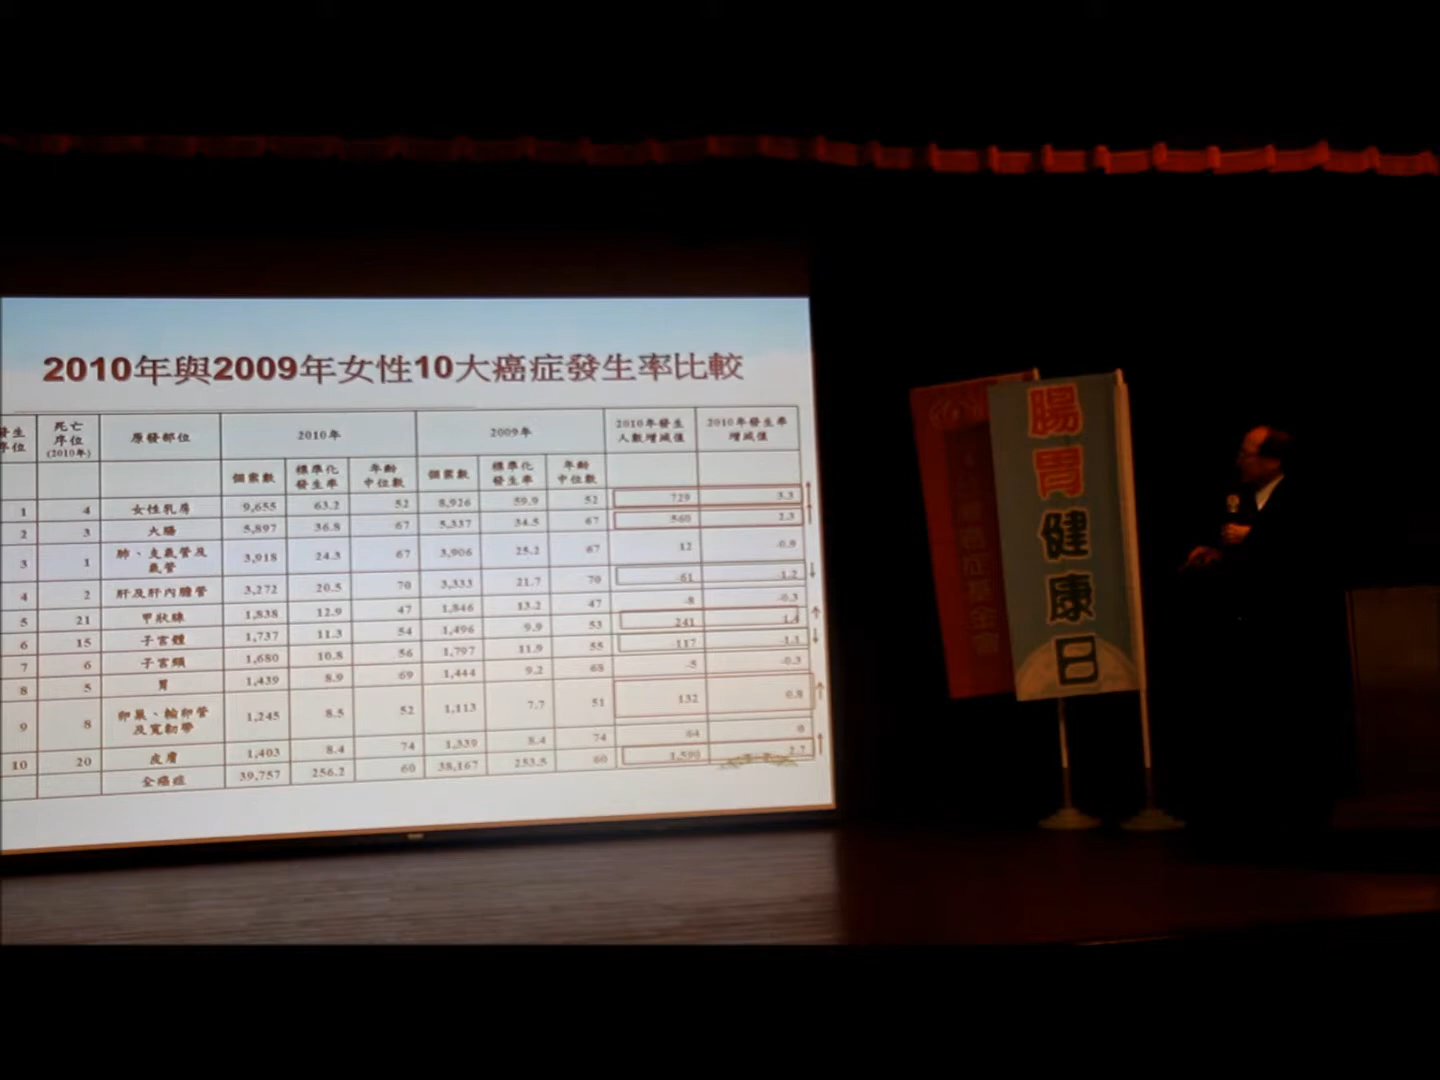 2010年與2009年女性10大癌症發生率比較
生序位 死亡序位(2010年) 原發部位 2010年 2009年 2010年發生人數增減值 2010年發生率增減值
個案數 標準化發生率 年齡中位數 個案數 標準化發生率 年齡中位數
1 4 女性乳房 9,655 63.2 52 8,926 59.9 52 729 3.3
2 3 大腸 5,897 36.8 67 5,337 34.5 67 560 2.3
3 1 肺、支氣管及氣管 3,918 24.3 67 3,906 25.2 67 12 -0.9
4 2 肝及肝內膽管 3,272 20.5 70 3,333 21.7 70 -61 -1.2
5 21 甲狀腺 1,838 12.9 47 1,846 13.2 47 -8 -0.3
6 15 子宮體 1,737 11.3 54 1,496 9.9 53 241 1.4
7 6 子宮頸 1,680 10.8 56 1,797 11.9 55 -117 -1.1
8 5 胃 1,439 8.9 69 1,444 9.2 68 -5 -0.3
9 8 卵巢、輸卵管及寬韌帶 1,245 8.5 52 1,113 7.7 51 132 0.8
10 20 皮膚 1,403 8.4 74 1,339 8.4 74 64 0
全癌症 39,757 256.2 60 38,167 253.5 60 1,590 2.7
腸胃健康日
症基金會